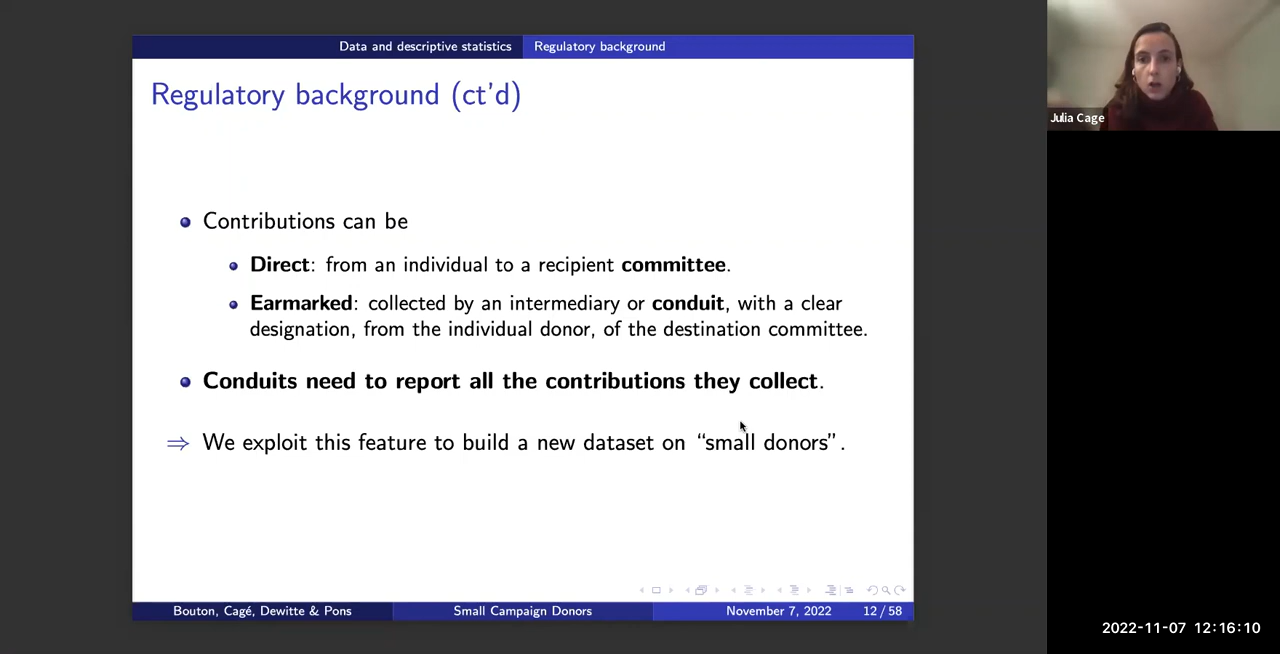 Data and descriptive statistics Regulatory background
Regulatory background (ct'd)
Contributions can be
Direct: from an individual to a recipient committee.
Earmarked: collected by an intermediary or conduit, with a clear
designation, from the individual donor, of the destination committee.
Conduits need to report all the contributions they collect.
⇒ We exploit this feature to build a new dataset on “small donors”.
Bouton, Cagé, Dewitte & Pons Small Campaign Donors November 7, 2022 12 / 58
Julia Cage
2022-11-07 12:16:10